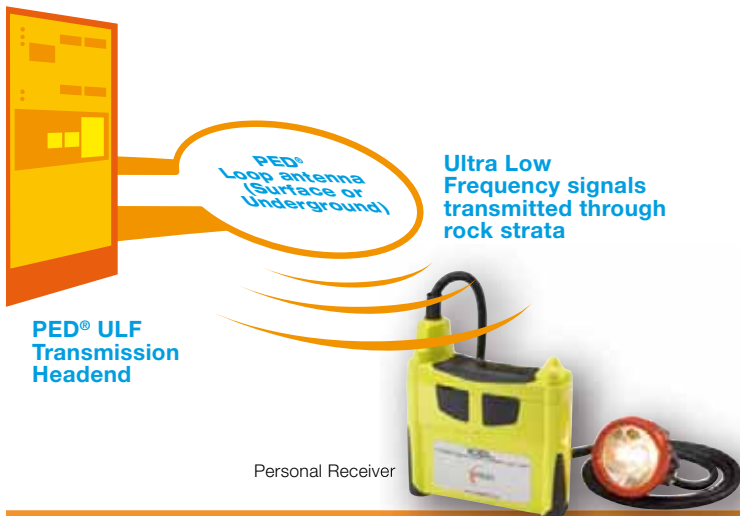 PED®
Loop antenna
(Surface or
Underground)
Ultra Low
Frequency signals
transmitted through
rock strata
PED® ULF
Transmission
Headend
Personal Receiver